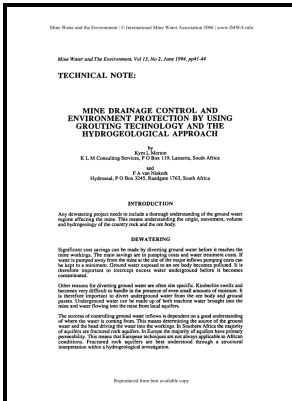 Mine Water and the Environment | © International Mine Water Association 2006 | www.IMWA.info
Mine Water and The Environment, Vol 13, No 2, June 1994, pp41-44
TECHNICAL NOTE:
MINE DRAINAGE CONTROL AND
ENVIRONMENT PROTECTION BY USING
GROUTING TECHNOLOGY AND THE
HYDROGEOLOGICAL APPROACH
by
Kym L Morton
K L M Consulting Services, P O Box 119, Lanseria, South Africa
and
F A van Niekerk
Hydroseal, P O Box 3245, Randgate 1763, South Africa
INTRODUCTION
Any dewatering project needs to include a thorough understanding of the ground water
regime affecting the mine. This means understanding the origin, movement, volume
and hydrogeology of the country rock and the ore body.
DEWATERING
Significant cost savings can be made by diverting ground water before it reaches the
mine workings. The main savings are in pumping costs and water treatment costs. If
water is pumped away from the mine at the site of the major inflows pumping costs can
be kept to a minimum. Ground water exposed to an ore body becomes polluted. It is
therefore important to intercept excess water underground before it becomes
contaminated.
Other reasons for diverting ground water are often site specific. Kimberlite swells and
becomes very difficult to handle in the presence of even small amounts of moisture. It
is therefore important to divert underground water from the ore body and ground
passes. Underground water can be made up of both machine water brought into the
mine and water flowing into the mine from local aquifers.
The success of controlling ground water inflows is dependent on a good understanding
of where the water is coming from. This means determining the source of the ground
water and the head driving the water into the workings. In Southern Africa the majority
of aquifers are fractured rock aquifers. In Europe the majority of aquifers have primary
permeability. This means that European techniques are not always applicable to African
conditions. Fractured rock aquifers are best understood through a structural
interpretation within a hydrogeological investigation.
Reproduced from best available copy